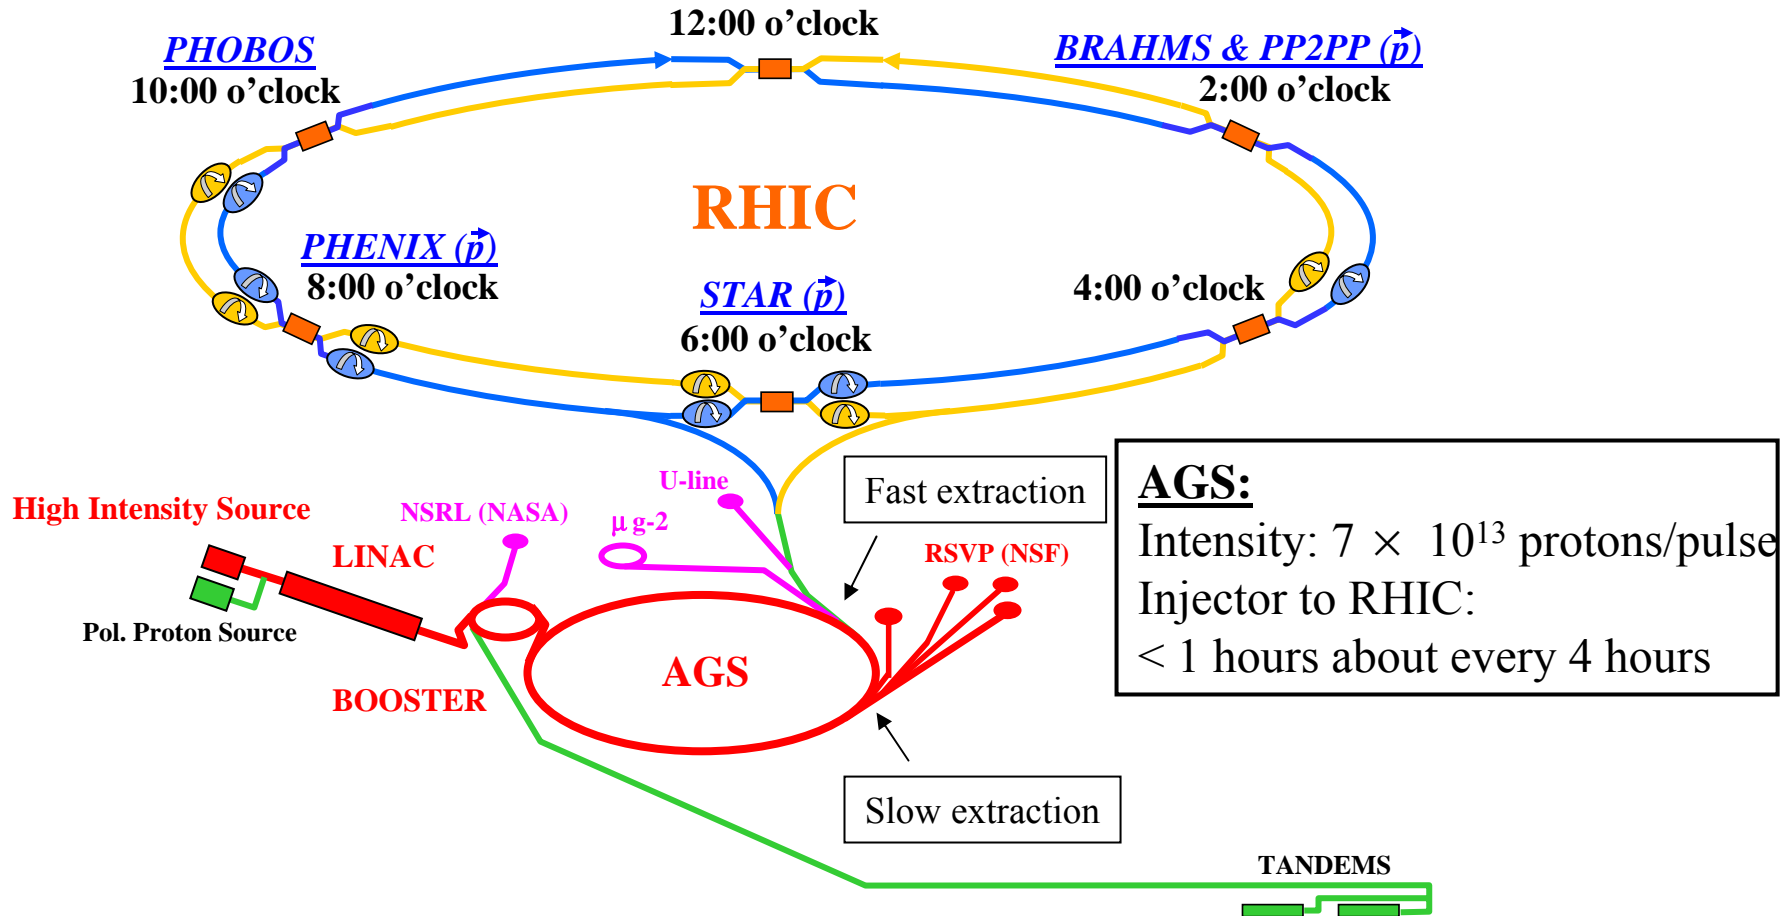 12:00 o’clock
PHOBOS
10:00 o’clock
BRAHMS & PP2PP (p⃗)
2:00 o’clock
RHIC
PHENIX (p⃗)
8:00 o’clock
STAR (p⃗)
6:00 o’clock
4:00 o’clock
High Intensity Source
LINAC
Pol. Proton Source
BOOSTER
NSRL (NASA)
μ g-2
U-line
Fast extraction
RSVP (NSF)
AGS
Slow extraction
TANDEMS
AGS:
Intensity: 7 × 10¹³ protons/pulse
Injector to RHIC:
< 1 hours about every 4 hours